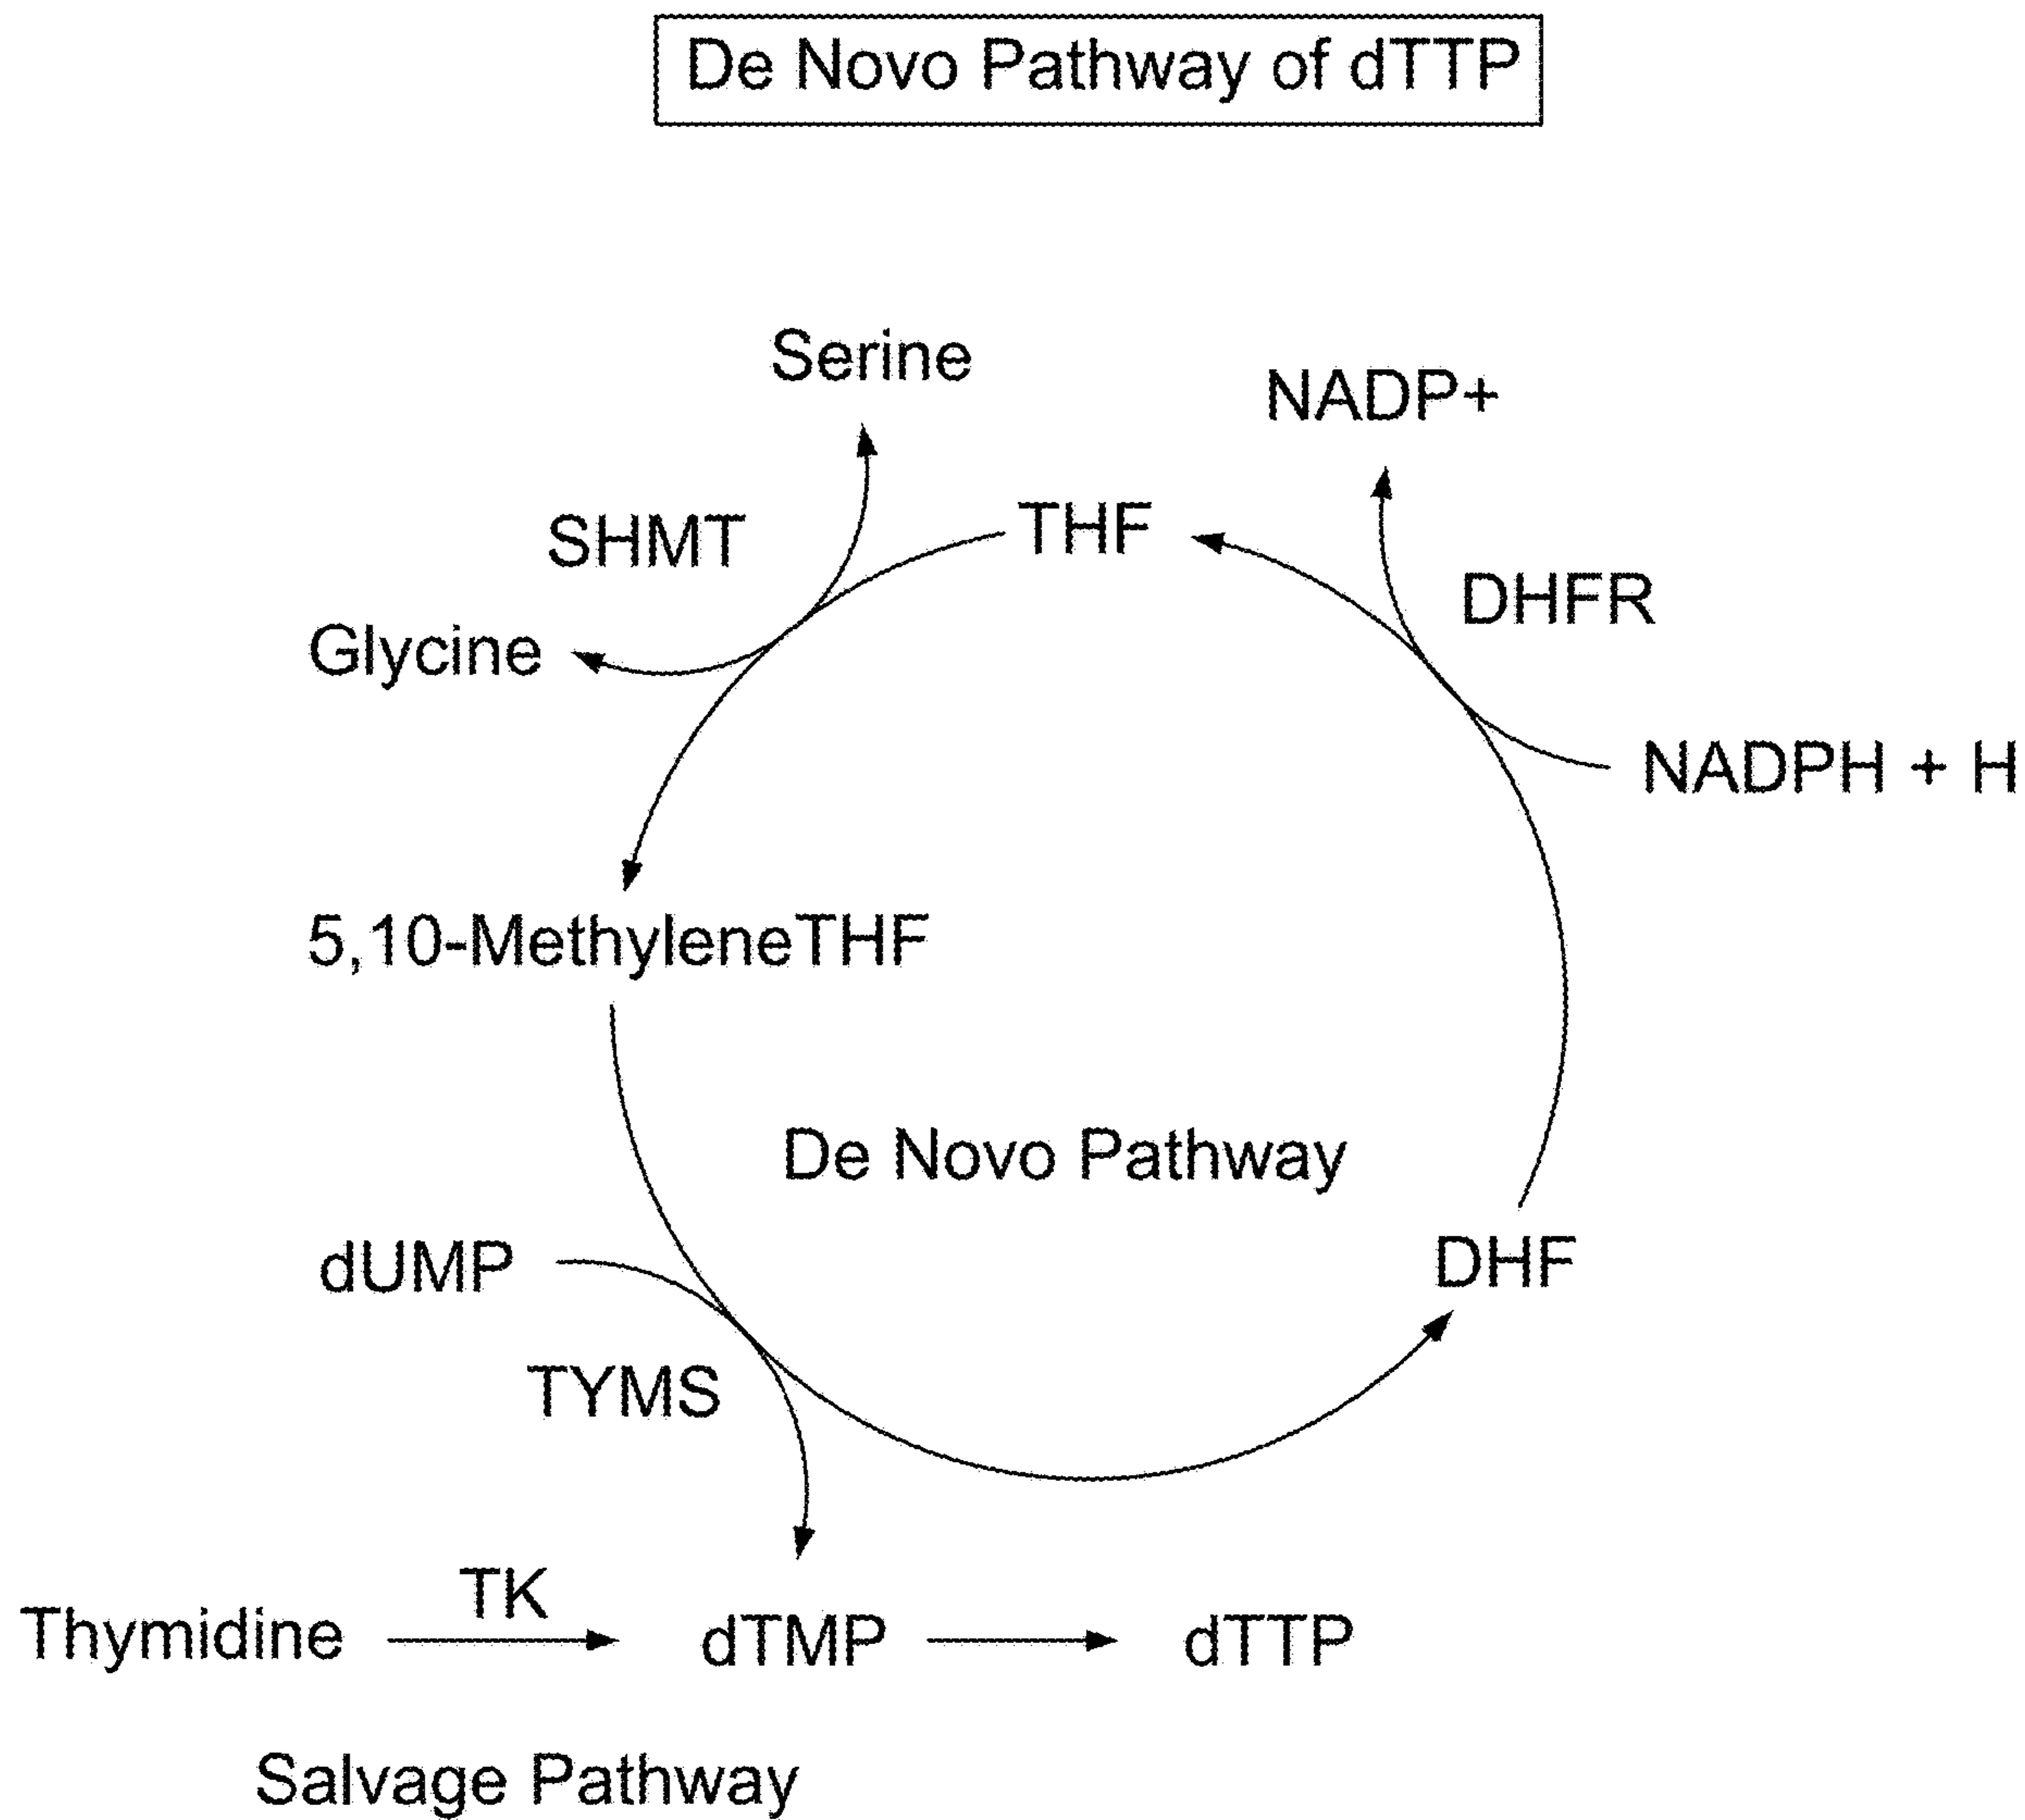 De Novo Pathway of dTTP
Serine
NADP+
THF
SHMT
DHFR
Glycine
NADPH + H
5,10-MethyleneTHF
De Novo Pathway
dUMP
DHF
TYMS
TK
Thymidine
dTMP
dTTP
Salvage Pathway